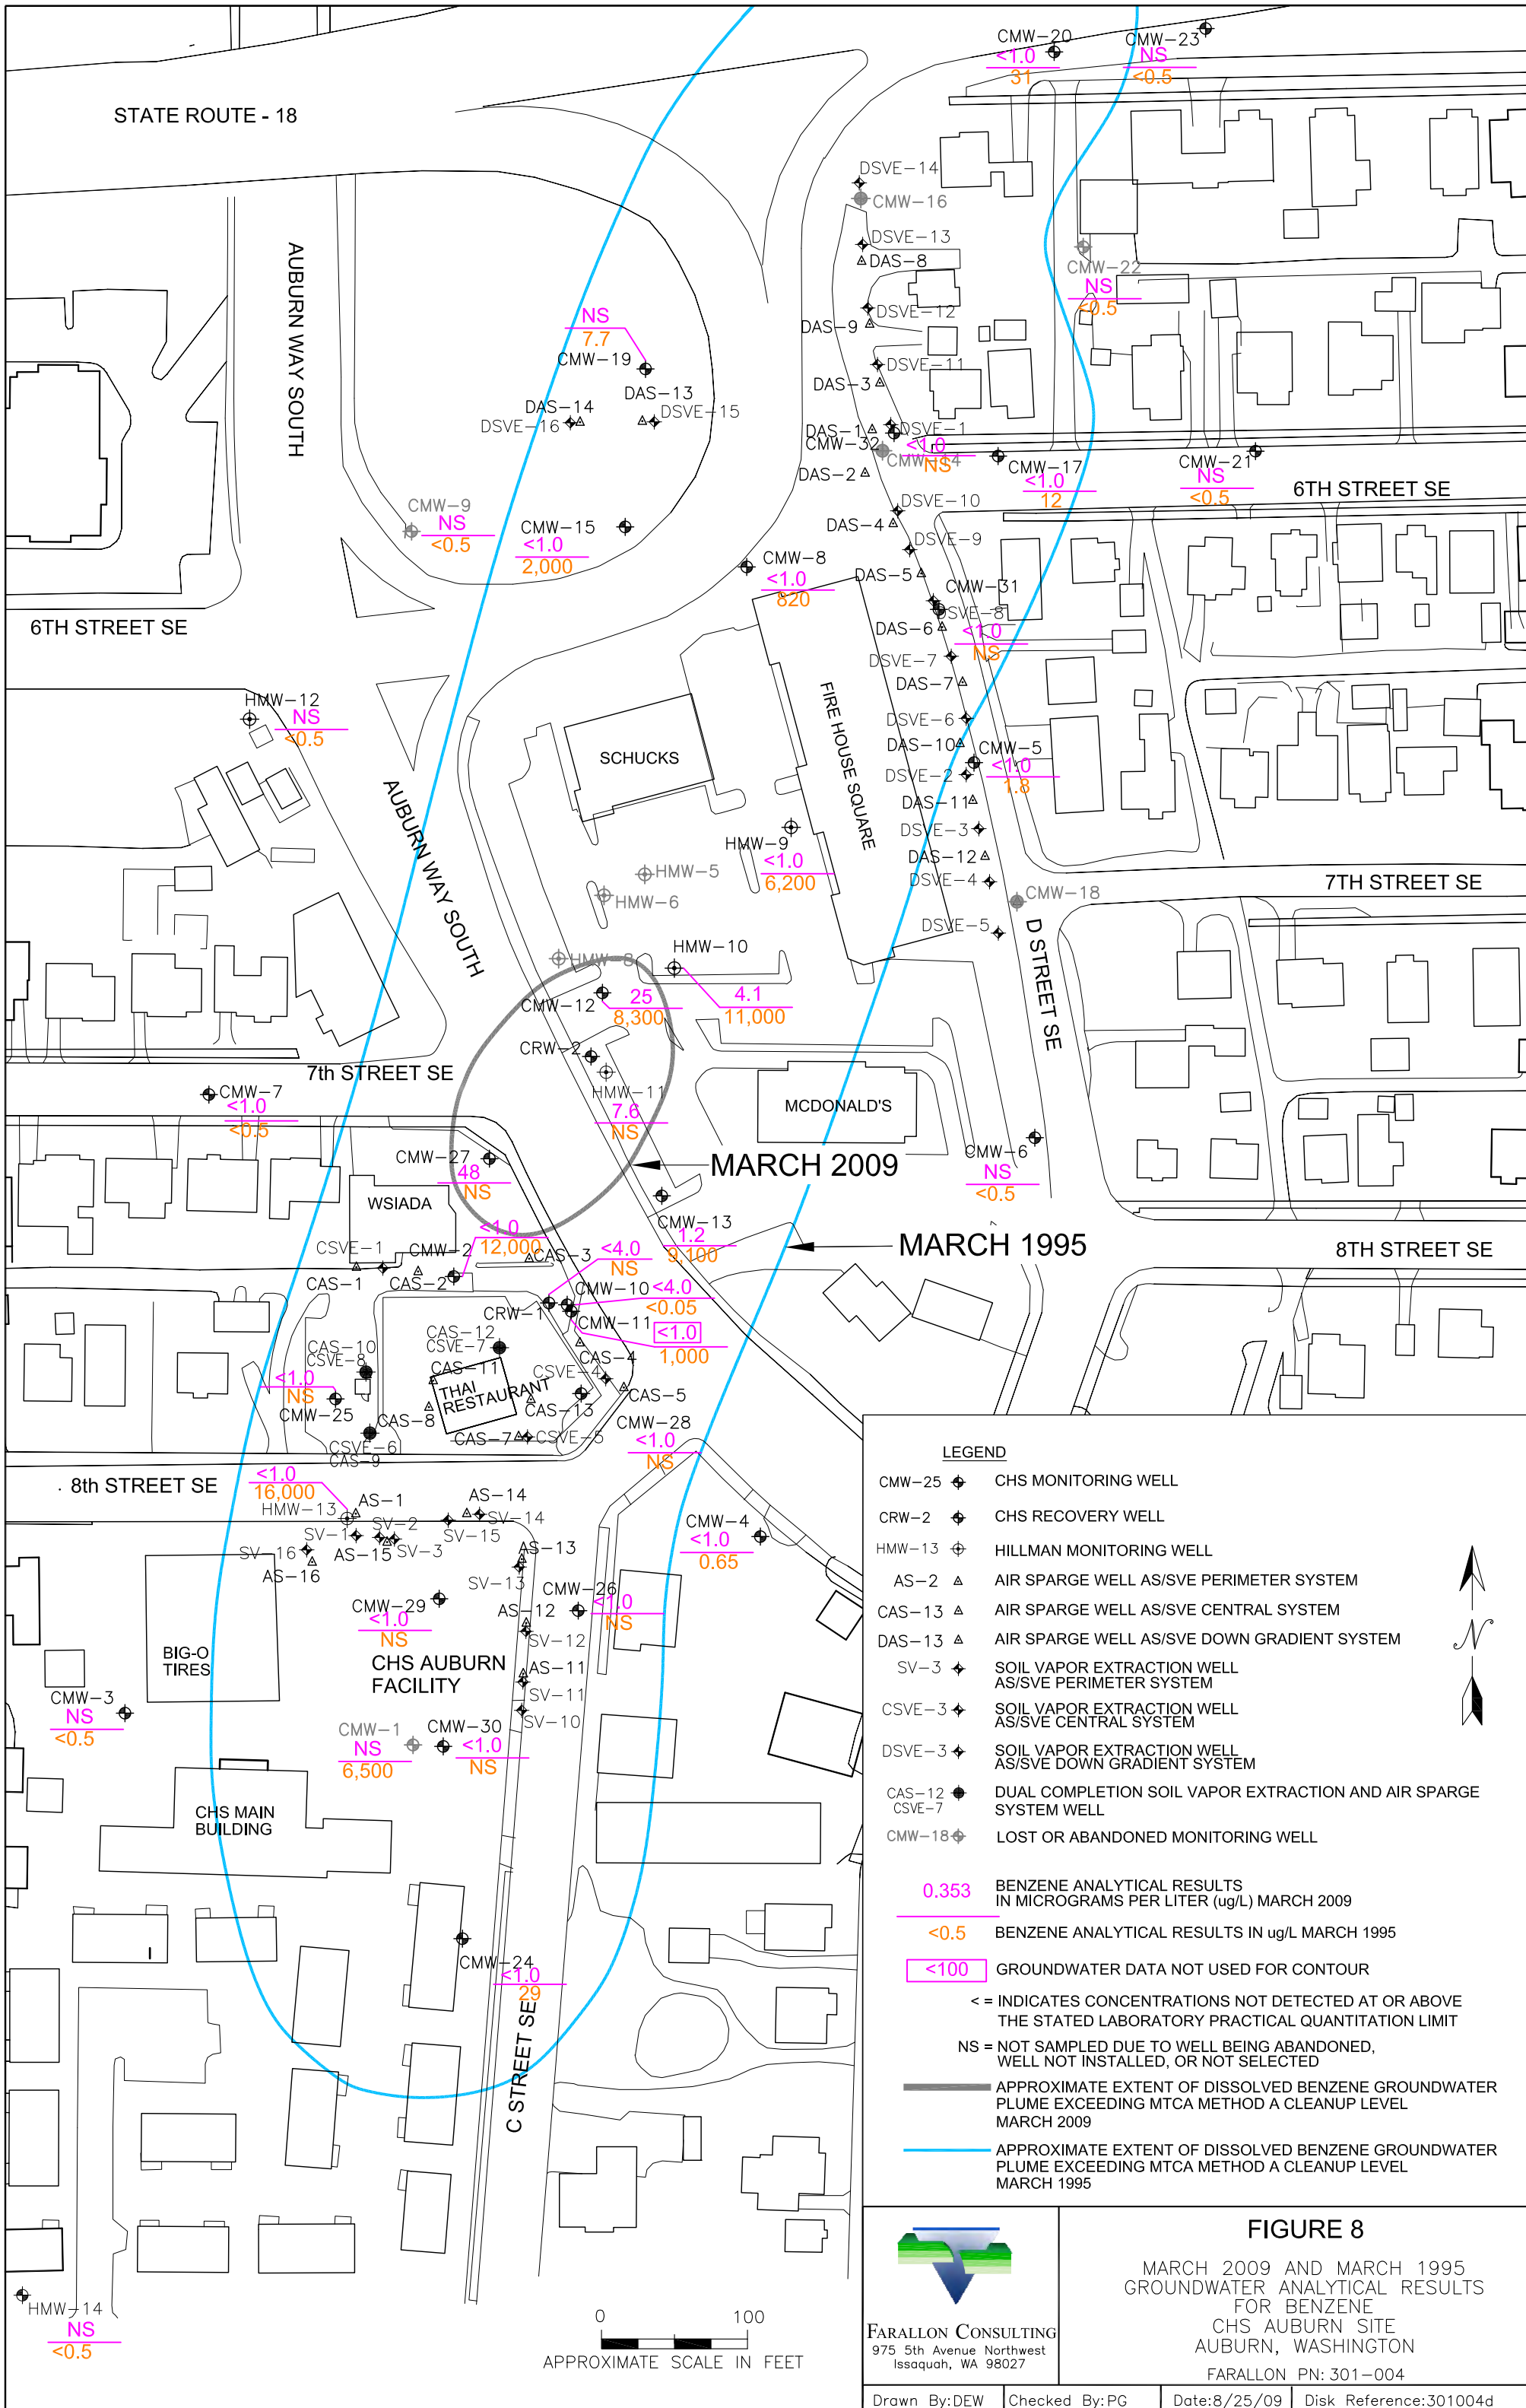 CMW-20
<1.0
31
CMW-23
NS
<0.5
STATE ROUTE - 18
DSVE-14
CMW-16
DSVE-13
DAS-8
CMW-22
NS
<0.5
AUBURN WAY SOUTH
DSVE-12
DAS-9
NS
7.7
CMW-19
DSVE-11
DAS-3
DAS-13
DAS-14
DSVE-16
DSVE-15
DAS-1
DSVE-1
CMW-32
<1.0
NS
CMW-14
DAS-2
CMW-17
<1.0
12
CMW-21
NS
<0.5
6TH STREET SE
CMW-9
NS
<0.5
CMW-15
<1.0
2,000
DSVE-10
DAS-4
DSVE-9
CMW-8
<1.0
820
DAS-5
CMW-31
DSVE-8
DAS-6
<1.0
NS
6TH STREET SE
DSVE-7
DAS-7
HMW-12
NS
<0.5
FIRE HOUSE SQUARE
DSVE-6
SCHUCKS
DAS-10
CMW-5
<1.0
1.8
DSVE-2
AUBURN WAY SOUTH
DAS-11
DSVE-3
HMW-9
<1.0
6,200
DAS-12
HMW-5
HMW-6
DSVE-4
7TH STREET SE
CMW-18
DSVE-5
D STREET SE
HMW-8
HMW-10
4.1
11,000
CMW-12
25
8,300
CRW-2
7th STREET SE
HMW-11
7.6
NS
CMW-7
<1.0
<0.5
MCDONALD'S
CMW-27
48
NS
MARCH 2009
CMW-6
NS
<0.5
WSIADA
CMW-13
1.2
9,100
MARCH 1995
8TH STREET SE
<1.0
12,000
CSVE-1
CMW-2
CAS-3
CAS-1
CAS-2
<4.0
NS
CMW-10
<4.0
<0.05
CRW-1
CMW-11
<1.0
1,000
CAS-12
CSVE-7
CAS-10
CSVE-8
CAS-4
CAS-11
CSVE-4
<1.0
NS
CMW-25
THAI
RESTAURANT
CAS-5
CAS-8
CAS-13
CMW-28
<1.0
NS
CAS-7
CSVE-5
CSVE-6
CAS-9
8th STREET SE
<1.0
16,000
HMW-13
AS-1
AS-14
SV-14
SV-1
SV-2
SV-15
SV-16
AS-15
SV-3
AS-16
AS-13
SV-13
CMW-4
<1.0
0.65
CMW-29
<1.0
NS
CMW-26
<1.0
NS
AS-12
SV-12
BIG-O
TIRES
CHS AUBURN
FACILITY
AS-11
SV-11
SV-10
CMW-3
NS
<0.5
CMW-1
NS
6,500
CMW-30
<1.0
NS
CHS MAIN
BUILDING
CMW-24
<1.0
29
C STREET SE
HMW-14
NS
<0.5
0 100
APPROXIMATE SCALE IN FEET
LEGEND
CMW-25 CHS MONITORING WELL
CRW-2 CHS RECOVERY WELL
HMW-13 HILLMAN MONITORING WELL
AS-2 AIR SPARGE WELL AS/SVE PERIMETER SYSTEM
CAS-13 AIR SPARGE WELL AS/SVE CENTRAL SYSTEM
DAS-13 AIR SPARGE WELL AS/SVE DOWN GRADIENT SYSTEM
SV-3 SOIL VAPOR EXTRACTION WELL
AS/SVE PERIMETER SYSTEM
CSVE-3 SOIL VAPOR EXTRACTION WELL
AS/SVE CENTRAL SYSTEM
DSVE-3 SOIL VAPOR EXTRACTION WELL
AS/SVE DOWN GRADIENT SYSTEM
CAS-12 DUAL COMPLETION SOIL VAPOR EXTRACTION AND AIR SPARGE
CSVE-7 SYSTEM WELL
CMW-18 LOST OR ABANDONED MONITORING WELL
N
0.353 BENZENE ANALYTICAL RESULTS
IN MICROGRAMS PER LITER (ug/L) MARCH 2009
<0.5 BENZENE ANALYTICAL RESULTS IN ug/L MARCH 1995
<100 GROUNDWATER DATA NOT USED FOR CONTOUR
< = INDICATES CONCENTRATIONS NOT DETECTED AT OR ABOVE
THE STATED LABORATORY PRACTICAL QUANTITATION LIMIT
NS = NOT SAMPLED DUE TO WELL BEING ABANDONED,
WELL NOT INSTALLED, OR NOT SELECTED
APPROXIMATE EXTENT OF DISSOLVED BENZENE GROUNDWATER
PLUME EXCEEDING MTCA METHOD A CLEANUP LEVEL
MARCH 2009
APPROXIMATE EXTENT OF DISSOLVED BENZENE GROUNDWATER
PLUME EXCEEDING MTCA METHOD A CLEANUP LEVEL
MARCH 1995
FARALLON CONSULTING
975 5th Avenue Northwest
Issaquah, WA 98027
FIGURE 8
MARCH 2009 AND MARCH 1995
GROUNDWATER ANALYTICAL RESULTS
FOR BENZENE
CHS AUBURN SITE
AUBURN, WASHINGTON
FARALLON PN: 301-004
Drawn By:DEW Checked By:PG Date:8/25/09 Disk Reference:301004d